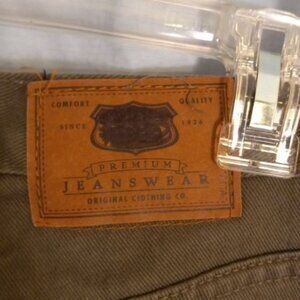 COMFORT QUALITY
SINCE 1926
PREMIUM
JEANSWEAR
ORIGINAL CLOTHING CO.